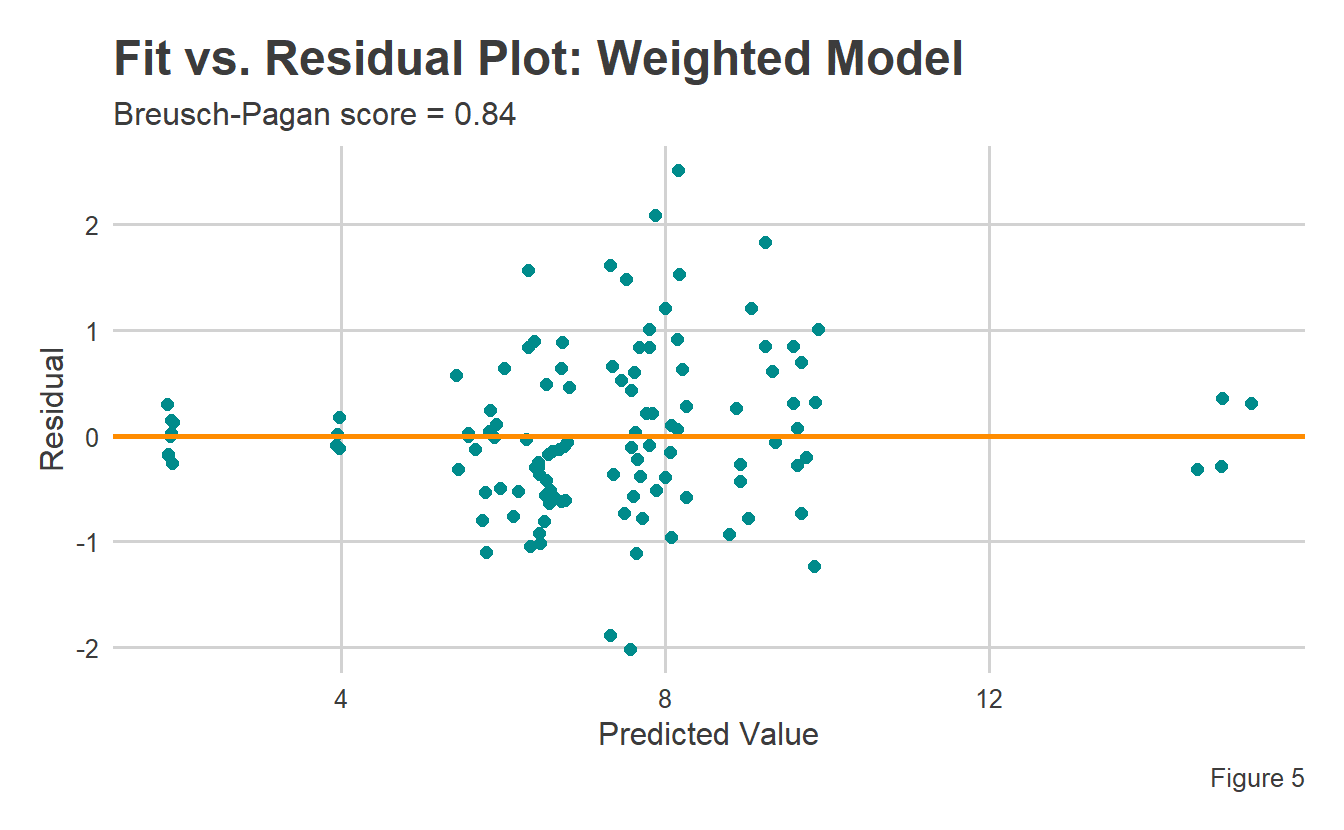 Fit vs. Residual Plot: Weighted Model
Breusch-Pagan score = 0.84
Residual
2
1
0
-1
-2
4 8 12
Predicted Value
Figure 5